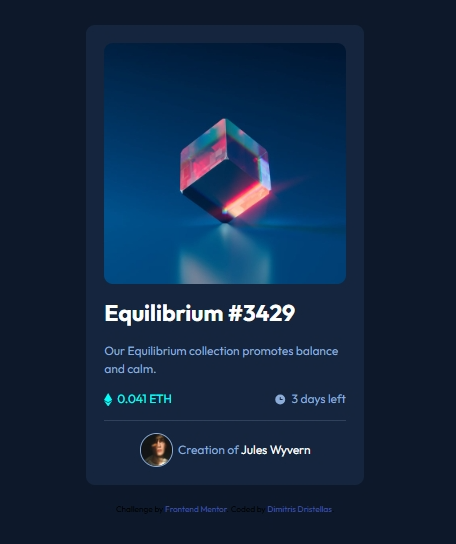 Equilibrium #3429
Our Equilibrium collection promotes balance
and calm.
0.041 ETH
3 days left
Creation of Jules Wyvern
Challenge by Frontend Mentor. Coded by Dimitris Dristellas.